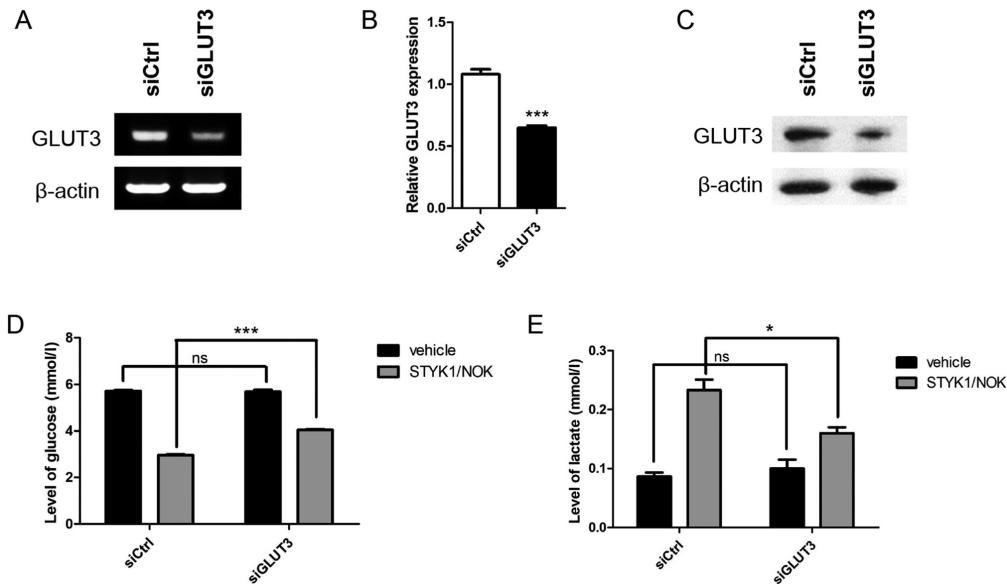 A
siCtrl
siGLUT3
GLUT3
β-actin
B
Relative GLUT3 expression
1.5
1.0
0.5
0.0
***
siCtrl
siGLUT3
C
siCtrl
siGLUT3
GLUT3
β-actin
D
Level of glucose (mmol/l)
8
6
4
2
0
***
ns
vehicle
STYK1/NOK
siCtrl
siGLUT3
E
Level of lactate (mmol/l)
0.3
0.2
0.1
0.0
*
ns
vehicle
STYK1/NOK
siCtrl
siGLUT3